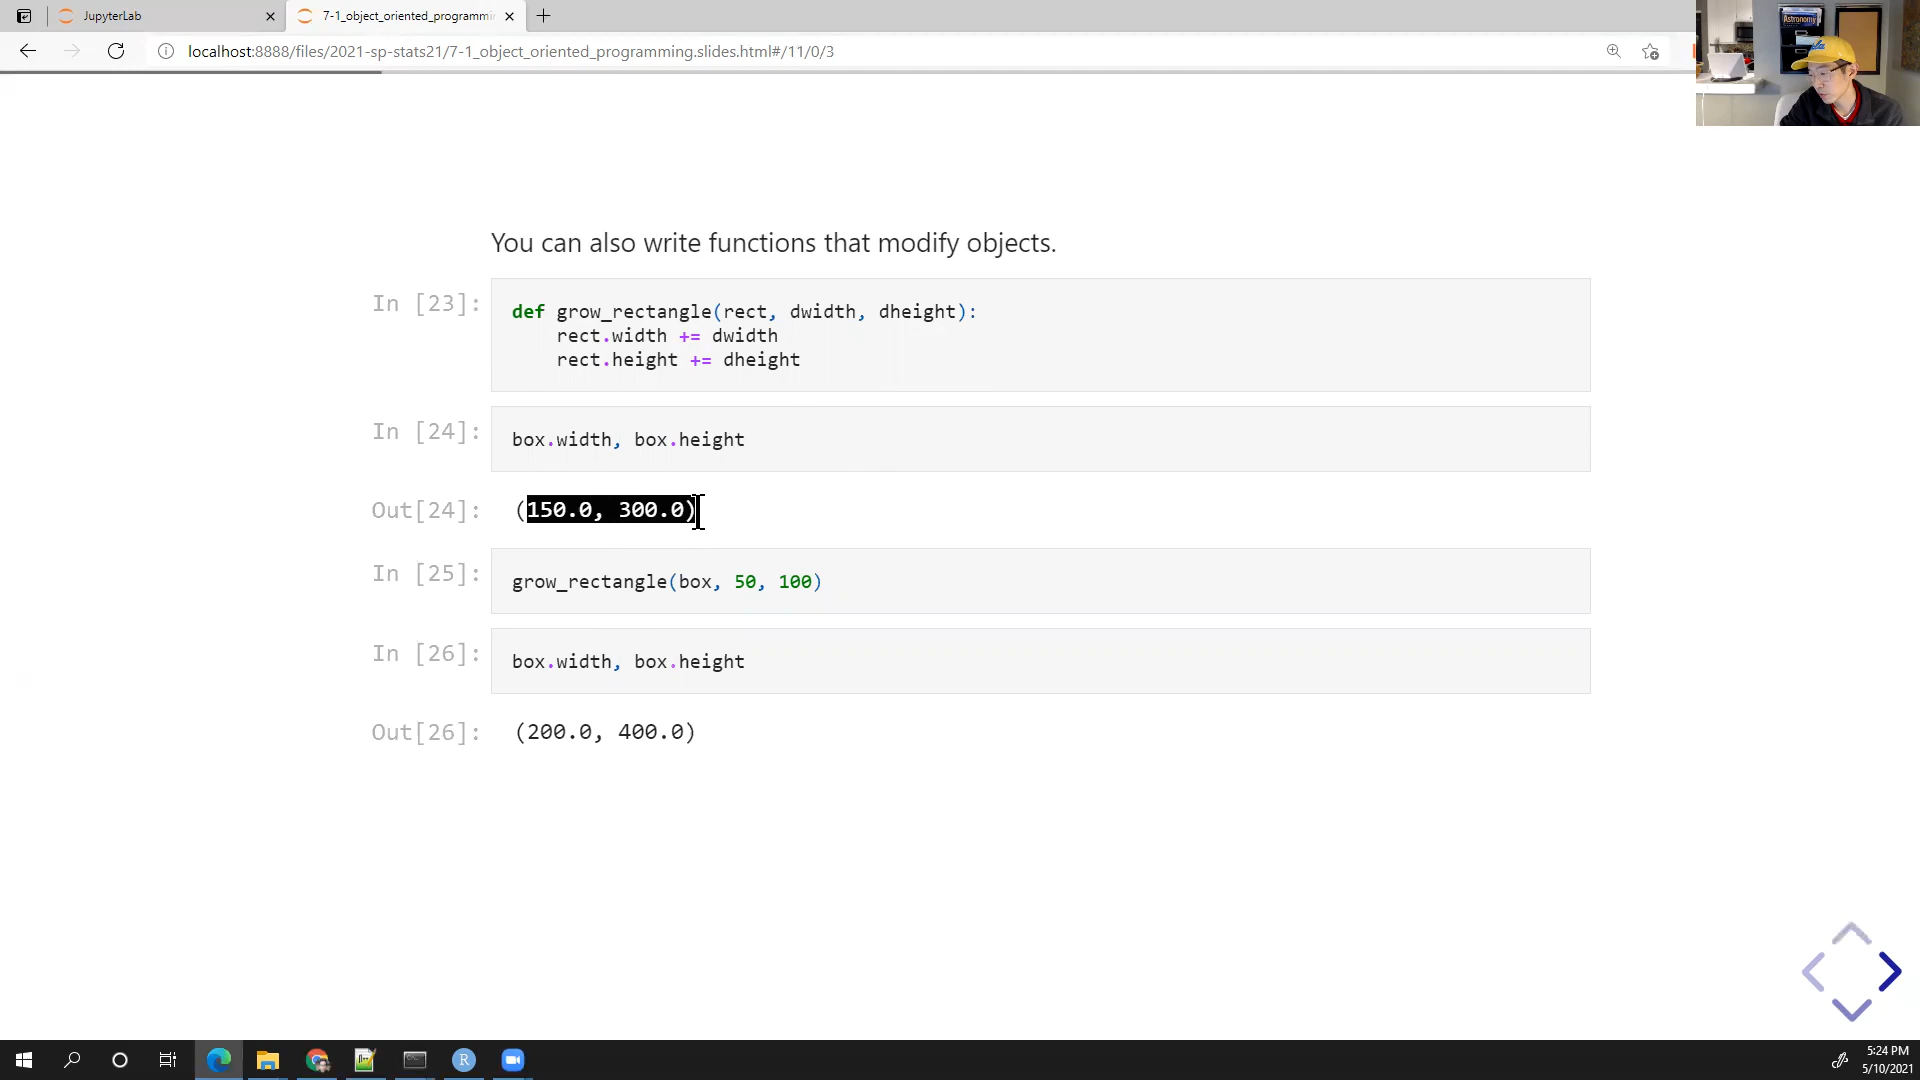 JupyterLab
7-1_object_oriented_programmin
localhost:8888/files/2021-sp-stats21/7-1_object_oriented_programming.slides.html#/11/0/3
Astronomy
You can also write functions that modify objects.
In [23]:
def grow_rectangle(rect, dwidth, dheight):
    rect.width += dwidth
    rect.height += dheight
In [24]:
box.width, box.height
Out[24]:
(150.0, 300.0)
In [25]:
grow_rectangle(box, 50, 100)
In [26]:
box.width, box.height
Out[26]:
(200.0, 400.0)
R
5:24 PM
5/10/2021